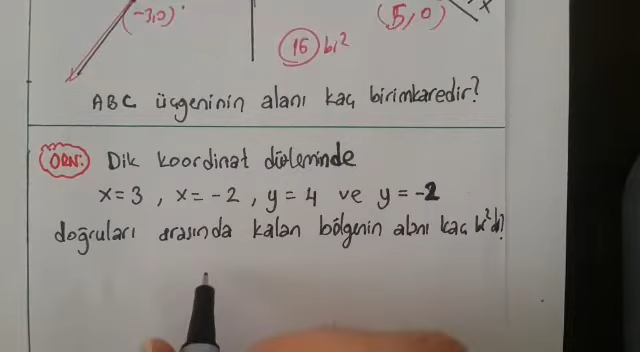 (-3,0)
(5,0)
x
16 br²
ABC üçgeninin alanı kaç birimkaredir?
ÖRN: Dik koordinat düzleminde
x=3 , x=-2 , y=4 ve y=-2
doğruları arasında kalan bölgenin alanı kaç br²dir?